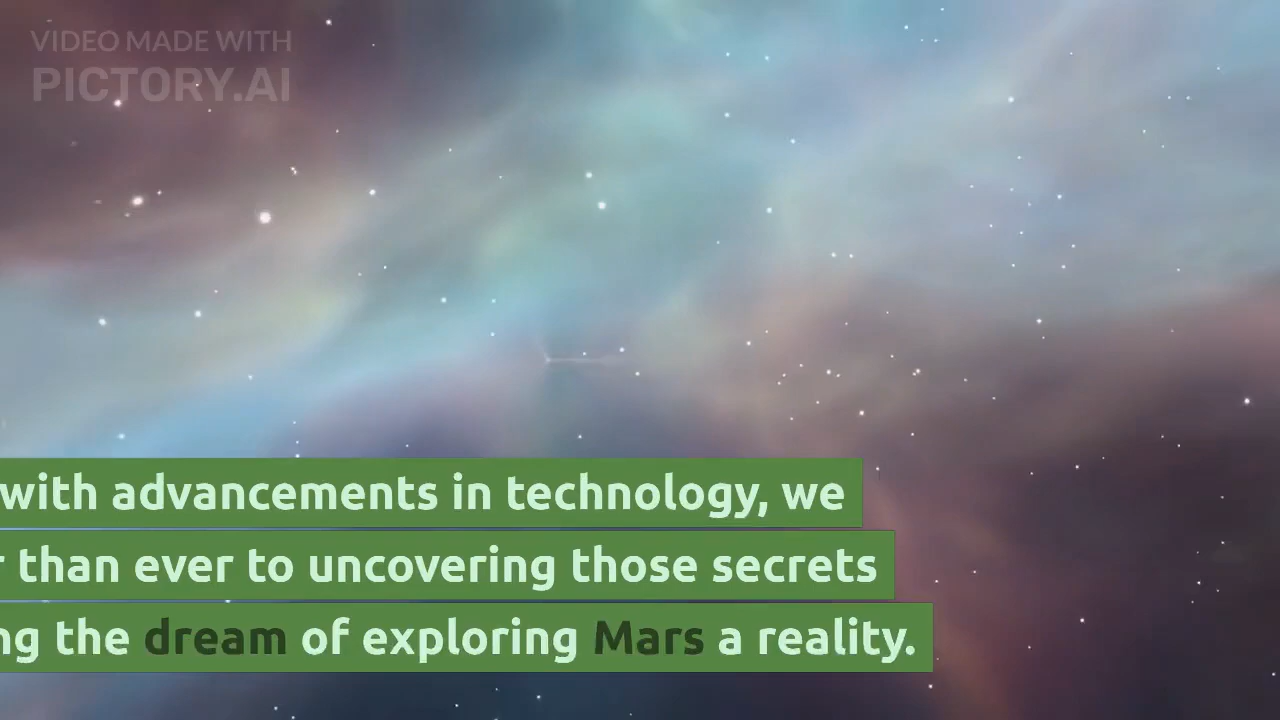 VIDEO MADE WITH
PICTORY.AI
with advancements in technology, we
than ever to uncovering those secrets
the dream of exploring Mars a reality.